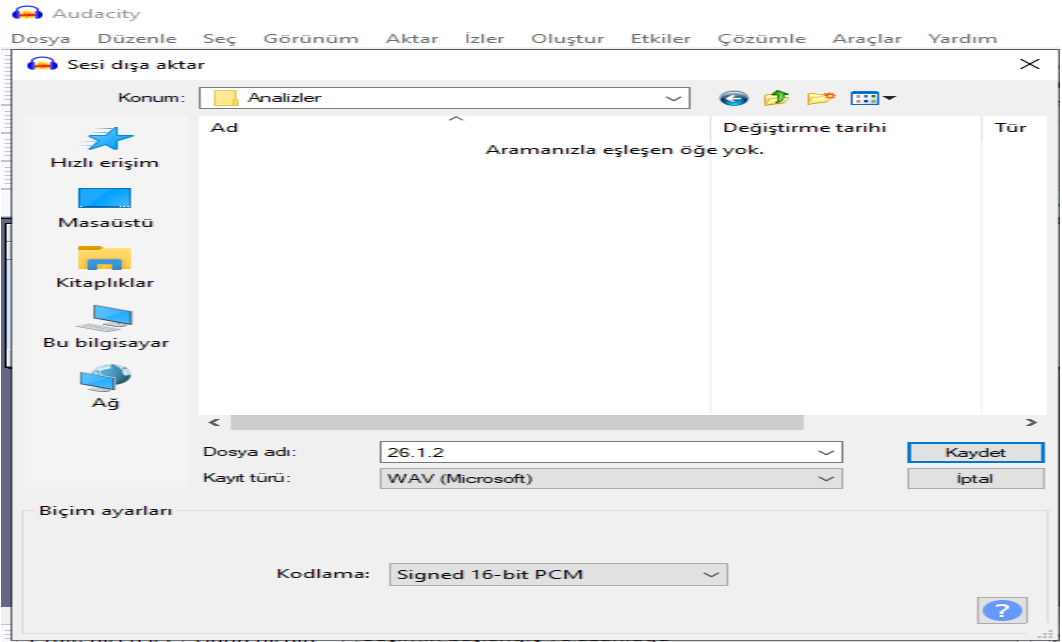 Audacity
Dosya Düzenle Seç Görünüm Aktar İzler Oluştur Etkiler Çözümle Araçlar Yardım
Sesi dışa aktar
Konum: Analizler
Ad Değiştirme tarihi Tür
Aramanızla eşleşen öğe yok.
Hızlı erişim
Masaüstü
Kitaplıklar
Bu bilgisayar
Ağ
Dosya adı: 26.1.2 Kaydet
Kayıt türü: WAV (Microsoft) İptal
Biçim ayarları
Kodlama: Signed 16-bit PCM